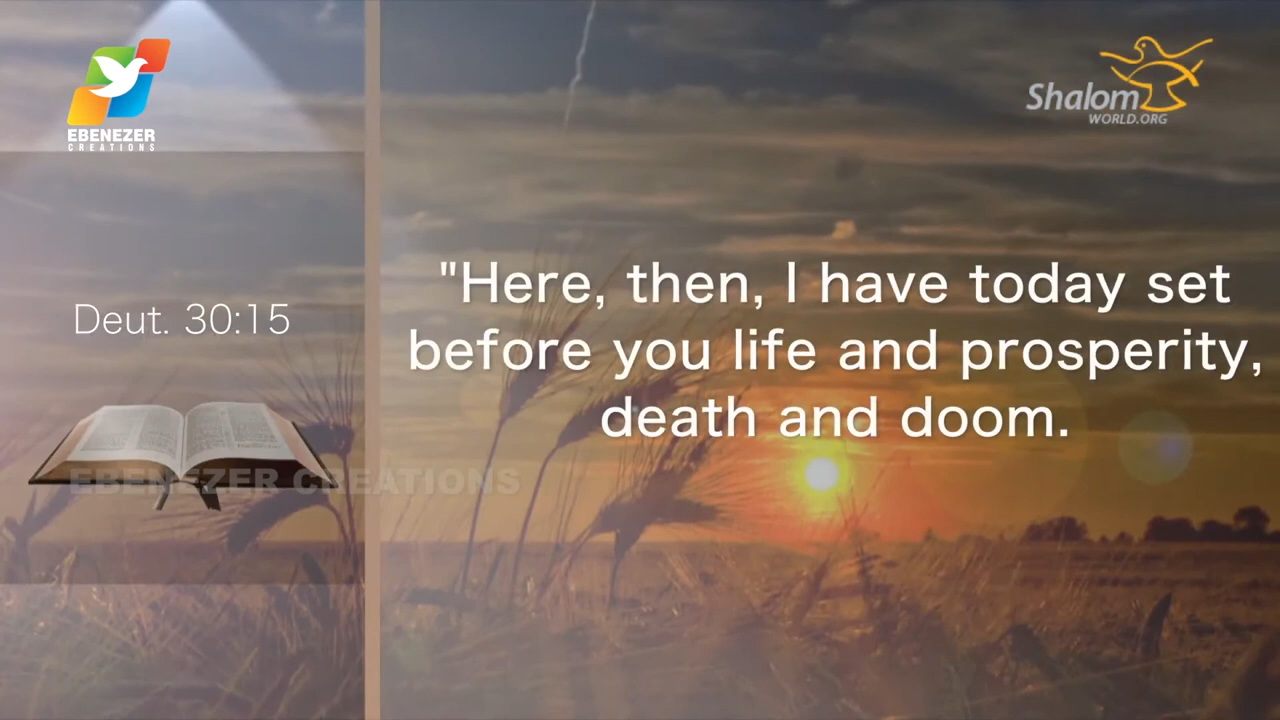 EBENEZER
CREATIONS
Shalom
WORLD.ORG
Deut. 30:15
"Here, then, I have today set
before you life and prosperity,
death and doom.
EBENEZER CREATIONS